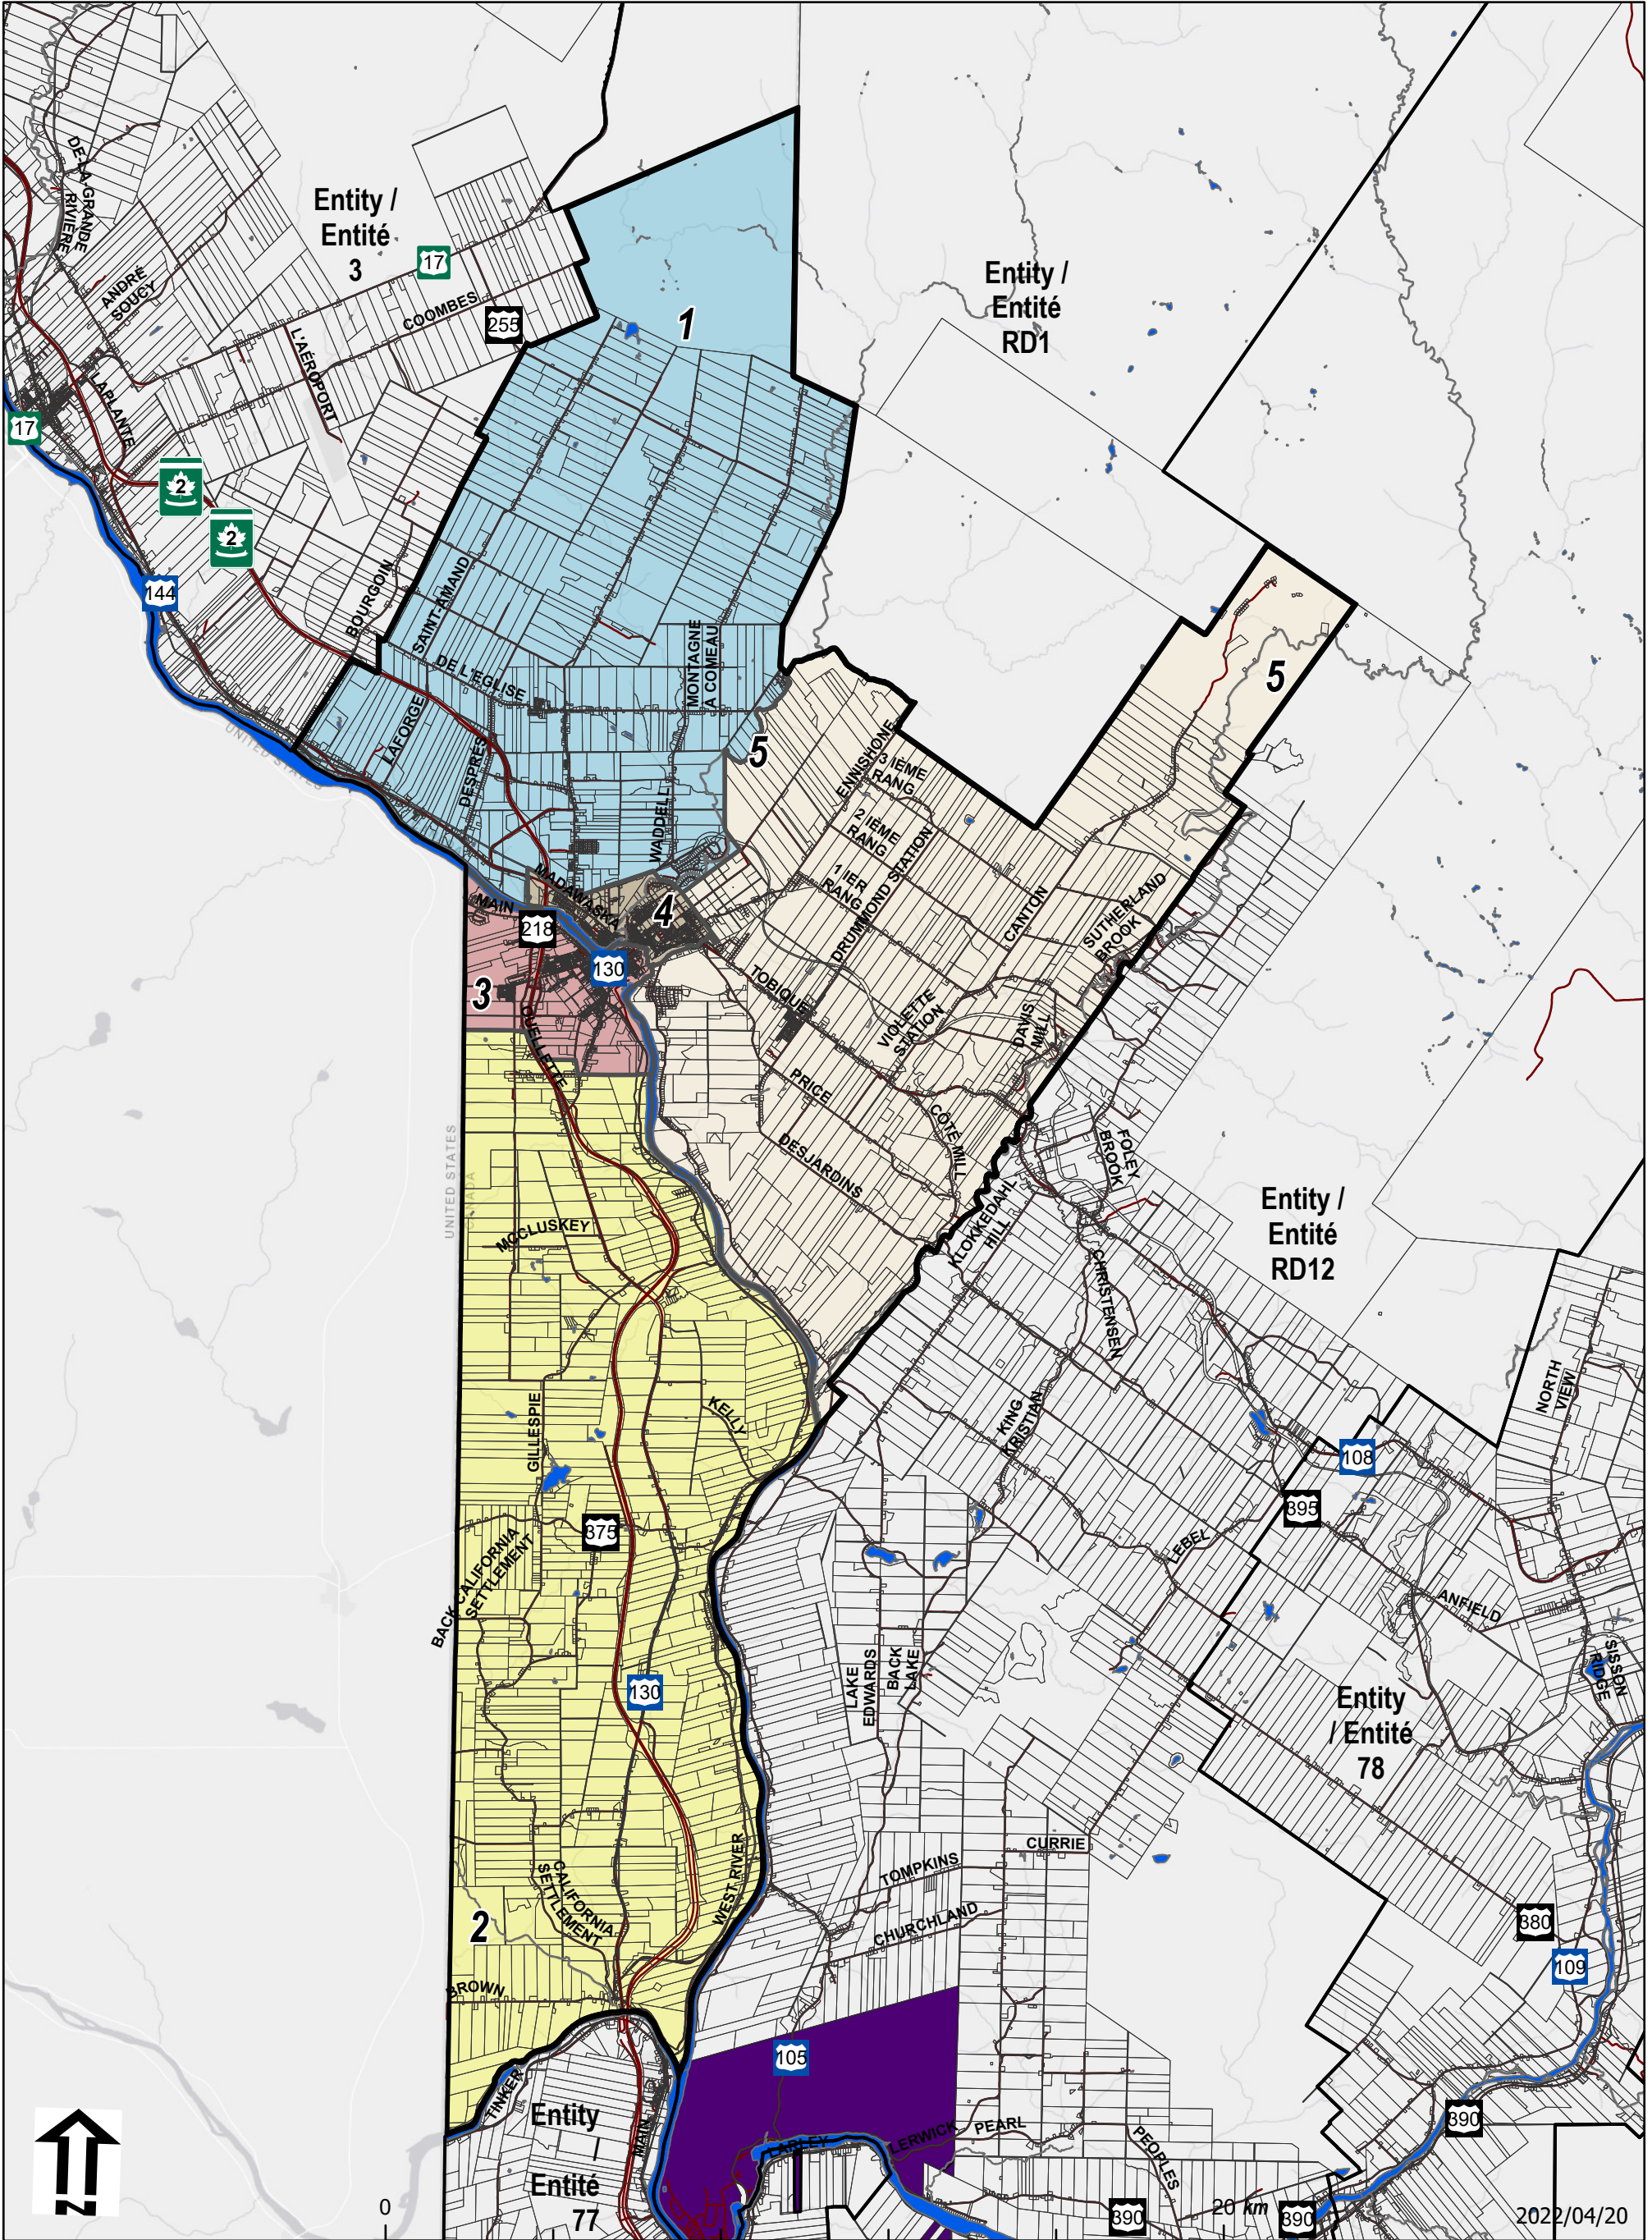 DE-LA-GRANDE
RIVIÈRE
Entity /
Entité
3
17
ANDRÉ
SOUCY
COOMBES
255
L'AÉROPORT
LAPLANTE
17
2
2
144
1
Entity /
Entité
RD1
BOURGOIN
SAINT-AMAND
DE L'EGLISE
MONTAGNE
À COMEAU
LAFORGE
DESPRÉS
WADDELL
UNITED STATES
5
5
ENNISHONE
3 IÈME
RANG
2 IÈME
RANG
1 IER
RANG
DRUMMOND STATION
CANTON
SUTHERLAND
BROOK
MADAWASKA
MAIN
218
4
130
3
OUELLETTE
TOBIQUE
VIOLETTE
STATION
DAVIS
MILL
PRICE
CÔTÉ MILL
DESJARDINS
FOLEY
BROOK
KLOKKEDAHL
HILL
CHRISTENSEN
Entity /
Entité
RD12
UNITED STATES
CANADA
MCCLUSKEY
GILLESPIE
KELLY
KING
KRISTIAN
NORTH
VIEW
108
395
375
BACK CALIFORNIA
SETTLEMENT
LEBEL
ANFIELD
SISSON
RIDGE
LAKE
EDWARDS
BACK
LAKE
130
Entity
/ Entité
78
WEST RIVER
CALIFORNIA
SETTLEMENT
2
BROWN
CURRIE
TOMPKINS
CHURCHLAND
380
109
105
TINKER
Entity
/
Entité
77
MAIN
LARLEY
LERWICK
PEARL
PEOPLES
390
390
390
N
0
20 km
2022/04/20